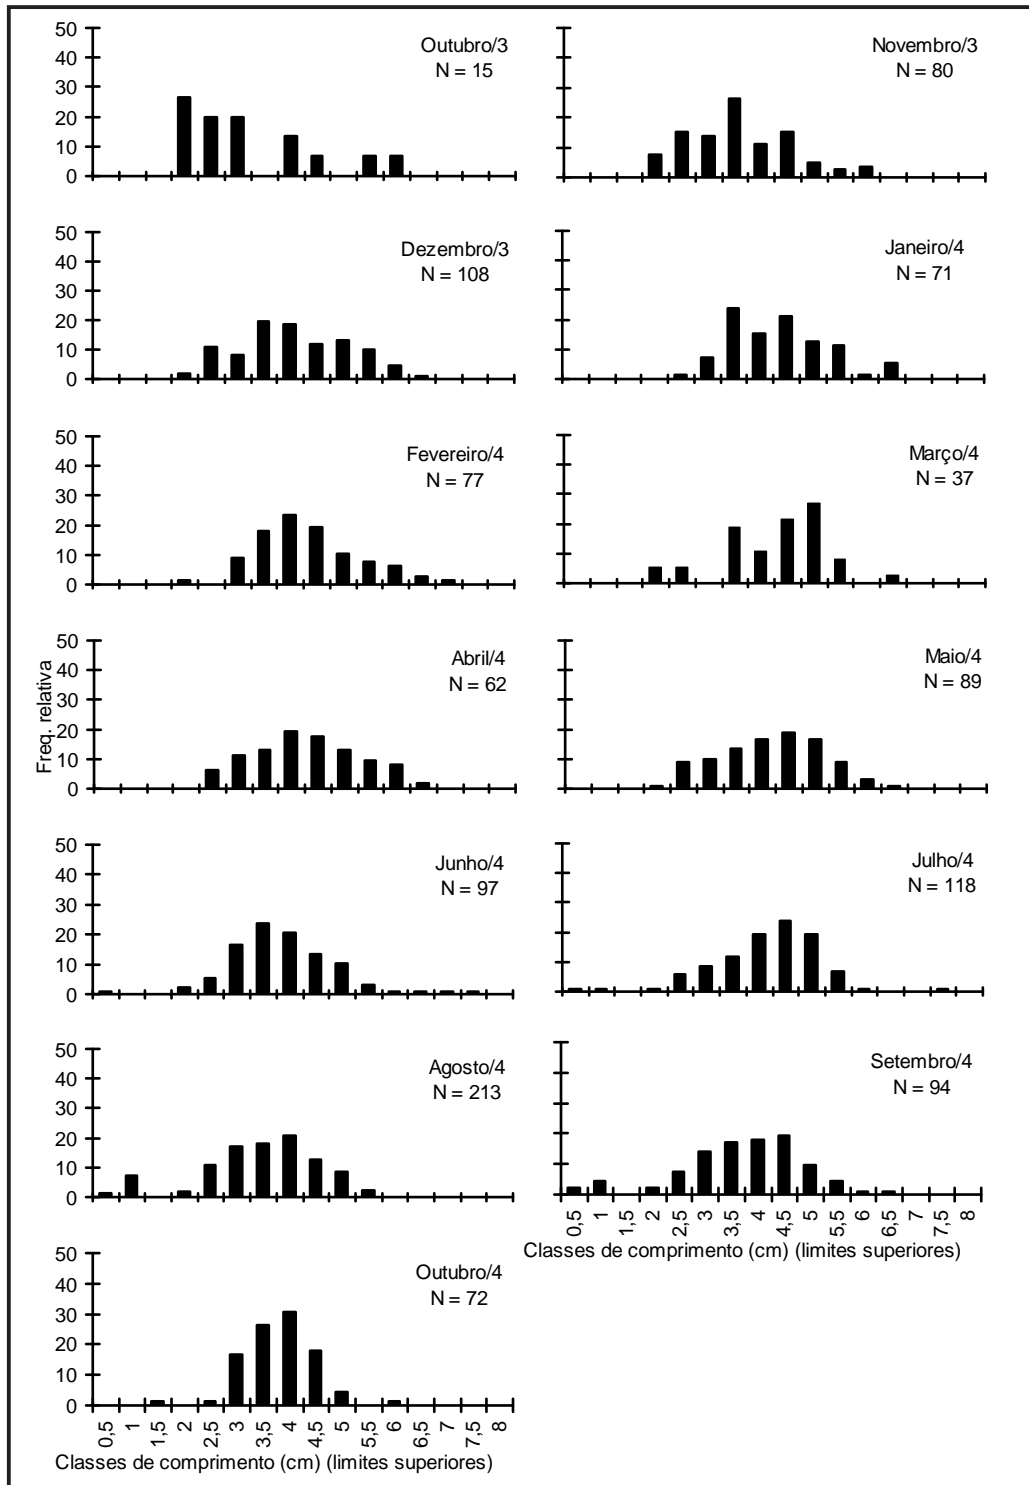 50
40
30
20
10
0
Outubro/3
N = 15
Novembro/3
N = 80
50
40
30
20
10
0
Dezembro/3
N = 108
Janeiro/4
N = 71
50
40
30
20
10
0
Fevereiro/4
N = 77
Março/4
N = 37
Freq. relativa
50
40
30
20
10
0
Abril/4
N = 62
Maio/4
N = 89
50
40
30
20
10
0
Junho/4
N = 97
Julho/4
N = 118
50
40
30
20
10
0
Agosto/4
N = 213
Setembro/4
N = 94
0,5 1 1,5 2 2,5 3 3,5 4 4,5 5 5,5 6 6,5 7 7,5 8
Classes de comprimento (cm) (limites superiores)
50
40
30
20
10
0
Outubro/4
N = 72
0,5 1 1,5 2 2,5 3 3,5 4 4,5 5 5,5 6 6,5 7 7,5 8
Classes de comprimento (cm) (limites superiores)